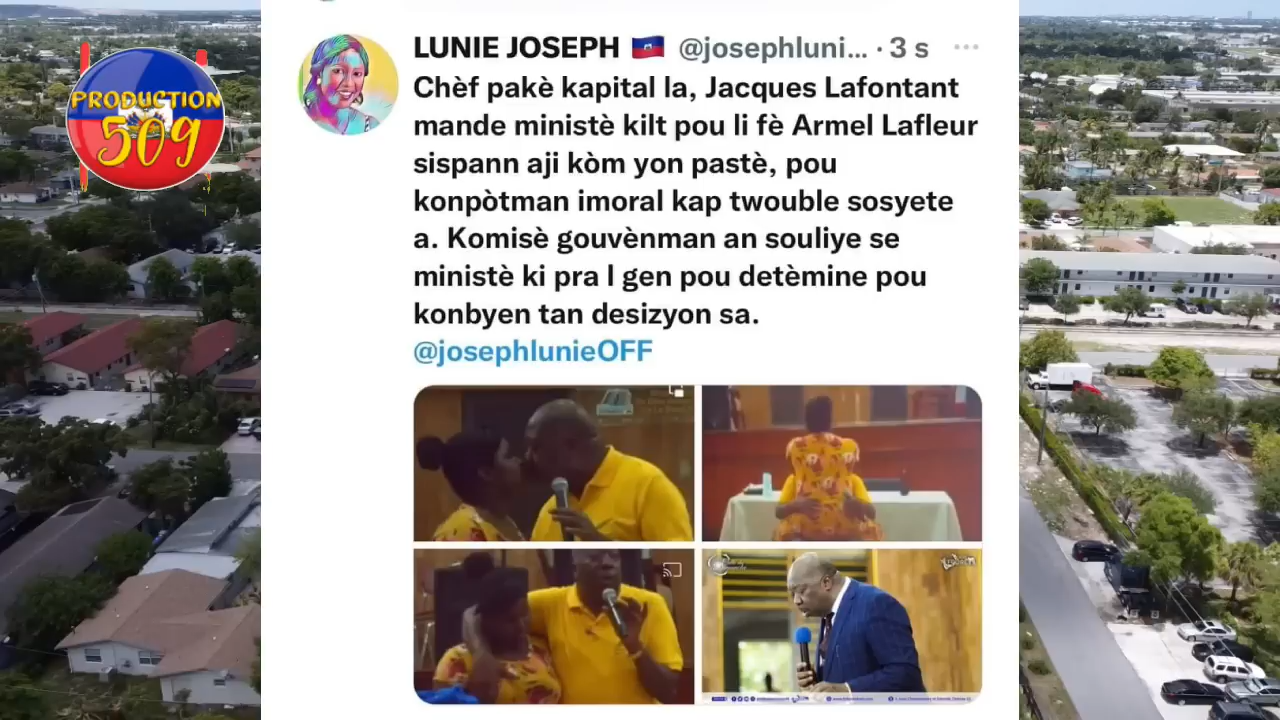 PRODUCTION
509
LUNIE JOSEPH 🇭🇹 @josephluni... · 3 s
Chèf pakè kapital la, Jacques Lafontant
mande ministè kilt pou li fè Armel Lafleur
sispann aji kòm yon pastè, pou
konpòtman imoral kap twouble sosyete
a. Komisè gouvènman an souliye se
ministè ki pra l gen pou detèmine pou
konbyen tan desizyon sa.
@josephlunieOFF